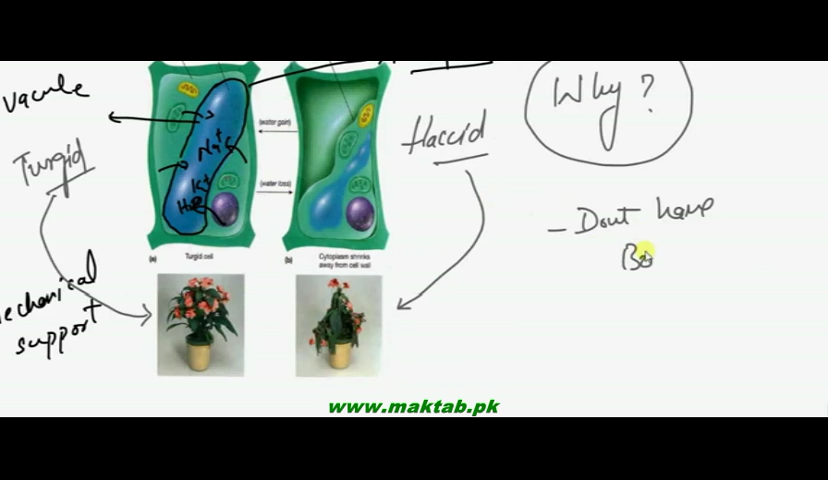 Why?
vacule
(water gain)
Flaccid
Turgid
Na+
K+
(water loss)
- Dont have
Bo
(a) Turgid cell
(b) Cytoplasm shrinks
away from cell wall
mechanical
support
www.maktab.pk